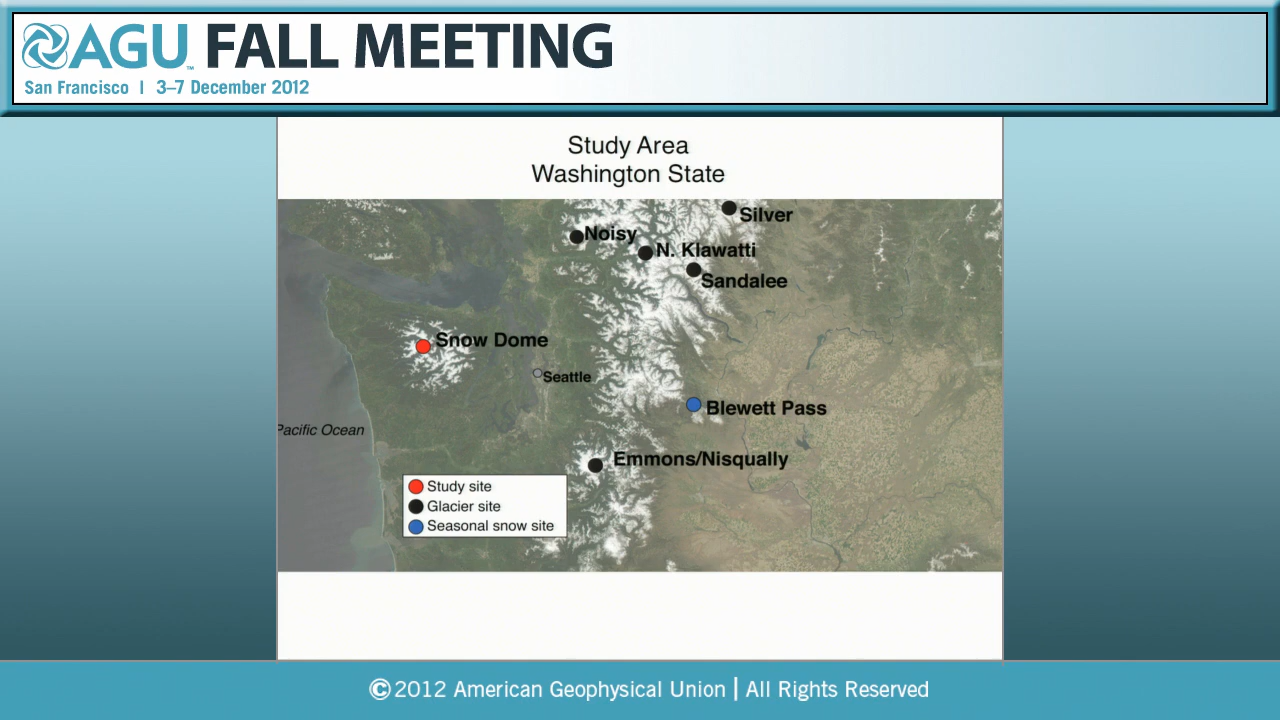 AGU™ FALL MEETING
San Francisco | 3–7 December 2012
Study Area
Washington State
Silver
Noisy
N. Klawatti
Sandalee
Snow Dome
Seattle
Blewett Pass
Pacific Ocean
Emmons/Nisqually
Study site
Glacier site
Seasonal snow site
©2012 American Geophysical Union | All Rights Reserved